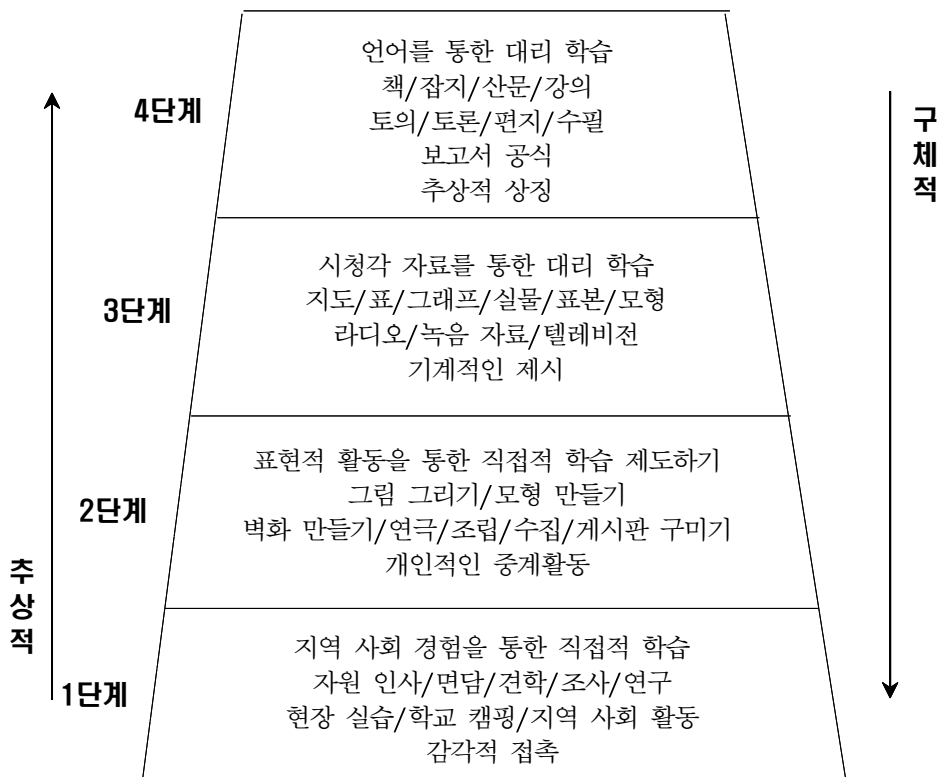 언어를 통한 대리 학습
책/잡지/산문/강의
토의/토론/편지/수필
보고서 공식
추상적 상징
4단계
시청각 자료를 통한 대리 학습
지도/표/그래프/실물/표본/모형
라디오/녹음 자료/텔레비전
기계적인 제시
3단계
표현적 활동을 통한 직접적 학습 제도하기
그림 그리기/모형 만들기
벽화 만들기/연극/조립/수집/게시판 구미기
개인적인 중계활동
2단계
지역 사회 경험을 통한 직접적 학습
자원 인사/면담/견학/조사/연구
현장 실습/학교 캠핑/지역 사회 활동
감각적 접촉
1단계
추상적
구체적